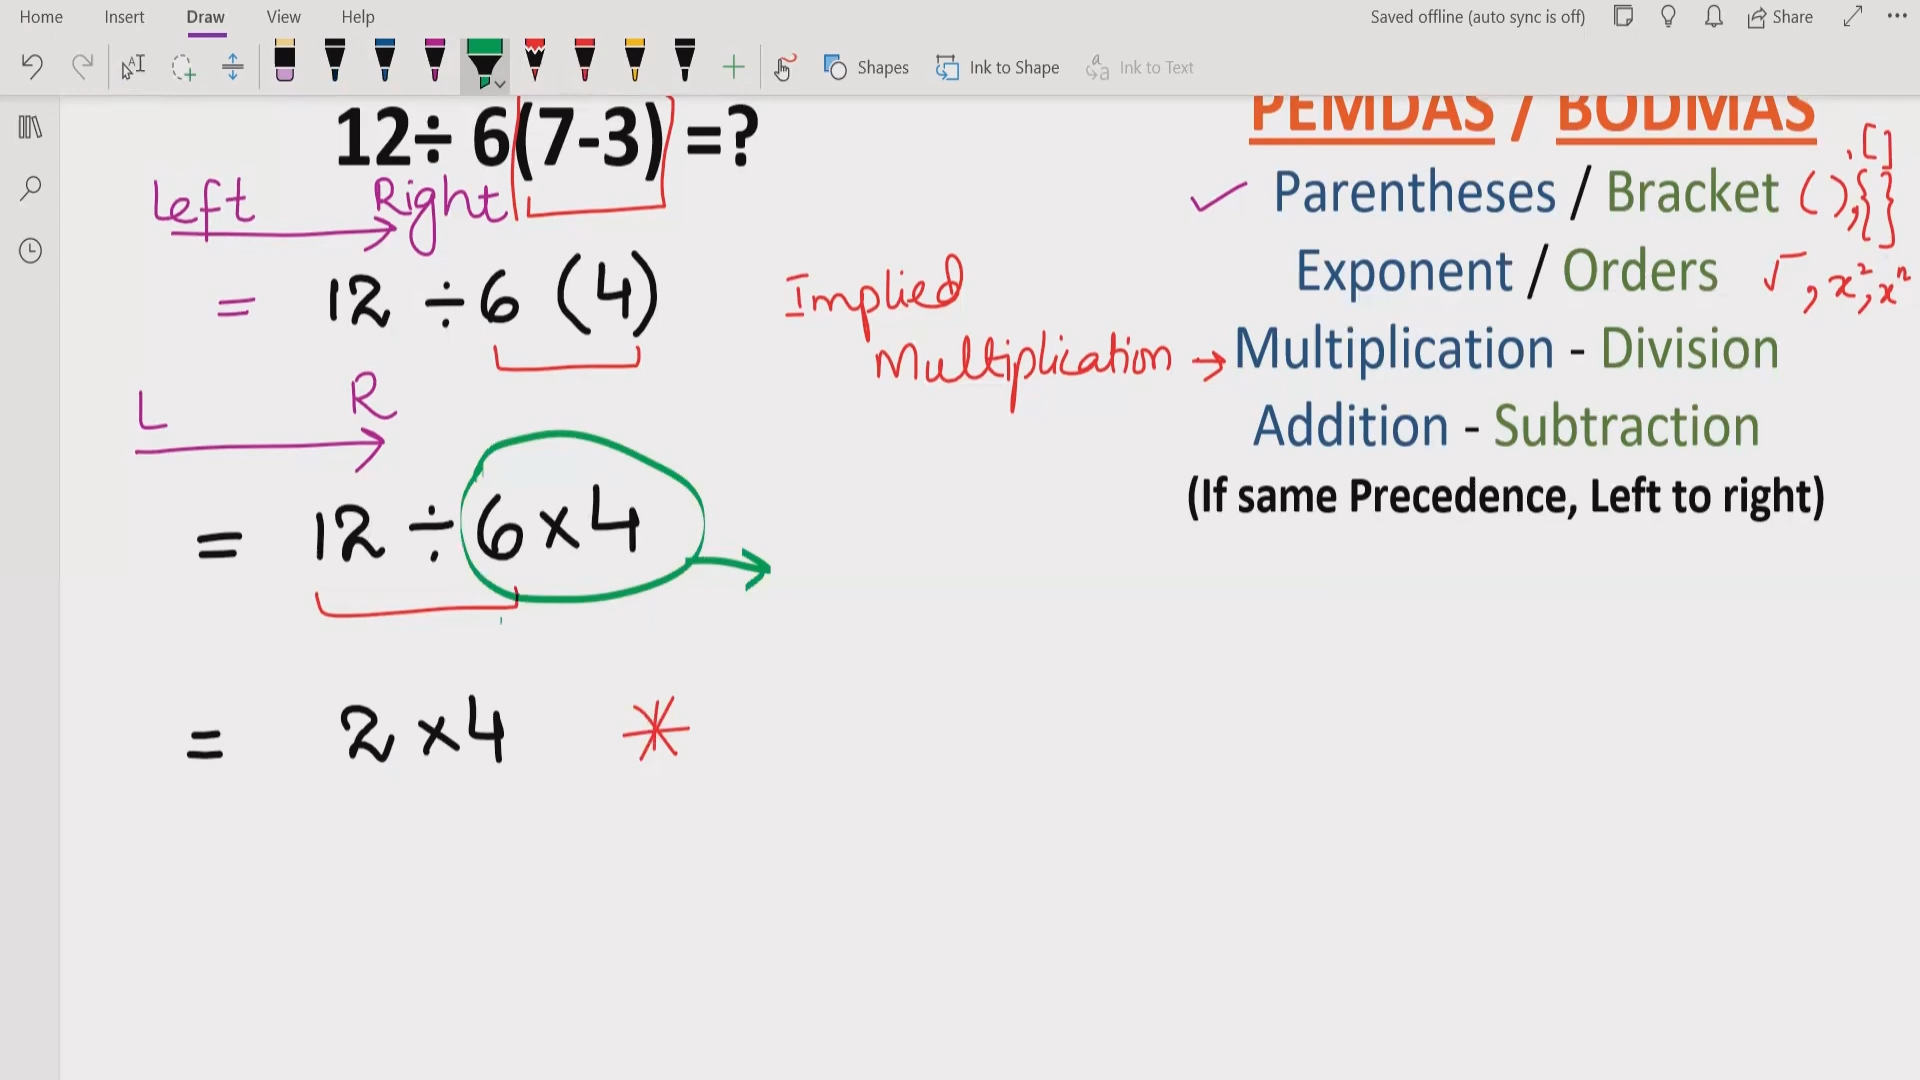 Home Insert Draw View Help Saved offline (auto sync is off) Share
Shapes Ink to Shape Ink to Text
12÷ 6(7-3) =?
Left Right
= 12 ÷ 6 (4)
Implied
Multiplication →
L R
= 12 ÷ 6 × 4
= 2 × 4 *
PEMDAS / BODMAS
Parentheses / Bracket ( ), { } , [ ]
Exponent / Orders √ , x², xⁿ
Multiplication - Division
Addition - Subtraction
(If same Precedence, Left to right)